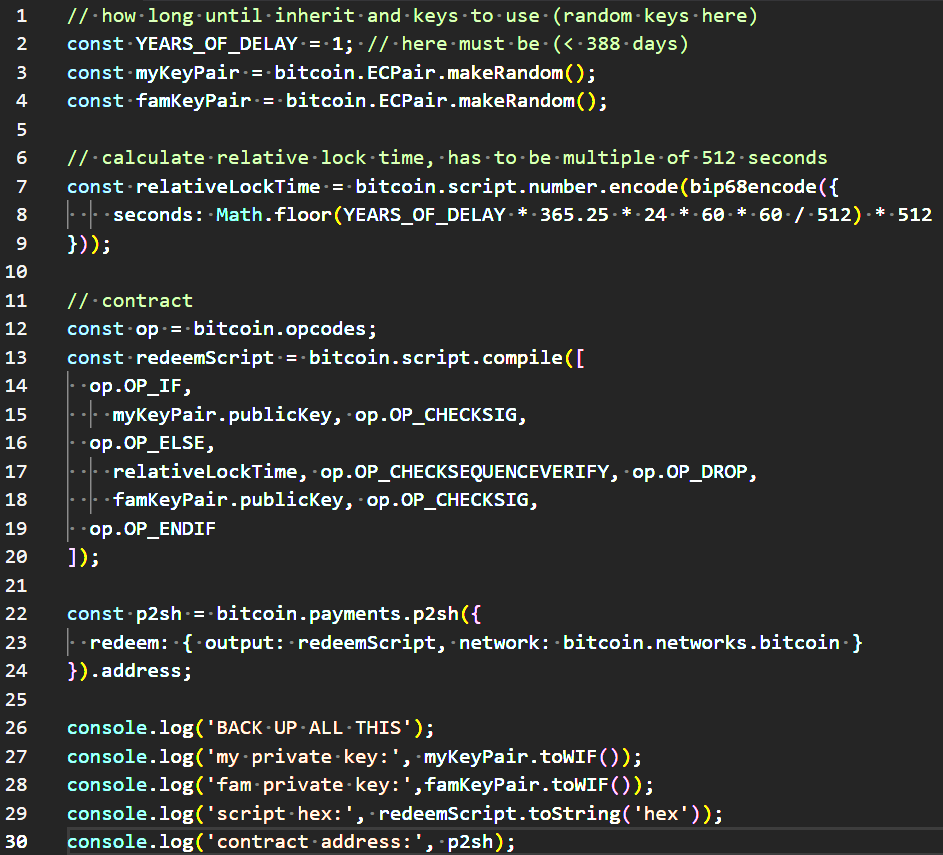 1 // how long until inherit and keys to use (random keys here)
2 const YEARS_OF_DELAY = 1; // here must be (< 388 days)
3 const myKeyPair = bitcoin.ECPair.makeRandom();
4 const famKeyPair = bitcoin.ECPair.makeRandom();
5
6 // calculate relative lock time, has to be multiple of 512 seconds
7 const relativeLockTime = bitcoin.script.number.encode(bip68encode({
8     seconds: Math.floor(YEARS_OF_DELAY * 365.25 * 24 * 60 * 60 / 512) * 512
9 }));
10
11 // contract
12 const op = bitcoin.opcodes;
13 const redeemScript = bitcoin.script.compile([
14   op.OP_IF,
15     myKeyPair.publicKey, op.OP_CHECKSIG,
16   op.OP_ELSE,
17     relativeLockTime, op.OP_CHECKSEQUENCEVERIFY, op.OP_DROP,
18     famKeyPair.publicKey, op.OP_CHECKSIG,
19   op.OP_ENDIF
20 ]);
21
22 const p2sh = bitcoin.payments.p2sh({
23   redeem: { output: redeemScript, network: bitcoin.networks.bitcoin }
24 }).address;
25
26 console.log('BACK UP ALL THIS');
27 console.log('my private key:', myKeyPair.toWIF());
28 console.log('fam private key:',famKeyPair.toWIF());
29 console.log('script hex:', redeemScript.toString('hex'));
30 console.log('contract address:', p2sh);